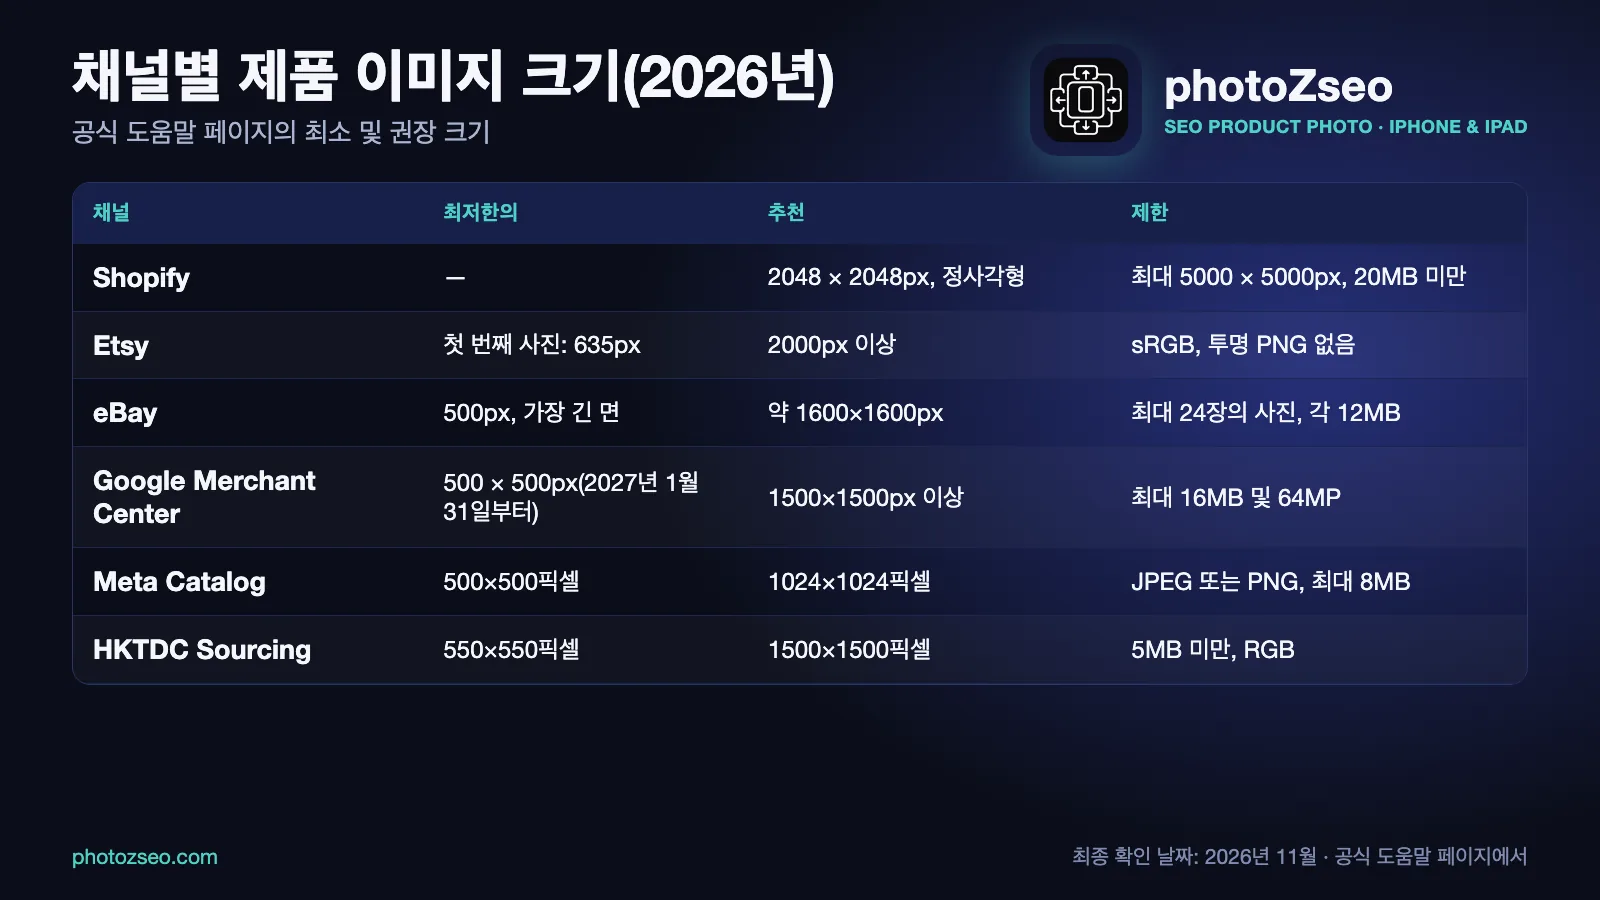 채널별 제품 이미지 크기(2026년)
공식 도움말 페이지의 최소 및 권장 크기
photoZseo
SEO PRODUCT PHOTO · IPHONE & IPAD
채널 최저한의 추천 제한
Shopify — 2048 × 2048px, 정사각형 최대 5000 × 5000px, 20MB 미만
Etsy 첫 번째 사진: 635px 2000px 이상 sRGB, 투명 PNG 없음
eBay 500px, 가장 긴 면 약 1600×1600px 최대 24장의 사진, 각 12MB
Google Merchant Center 500 × 500px(2027년 1월 31일부터) 1500×1500px 이상 최대 16MB 및 64MP
Meta Catalog 500×500픽셀 1024×1024픽셀 JPEG 또는 PNG, 최대 8MB
HKTDC Sourcing 550×550픽셀 1500×1500픽셀 5MB 미만, RGB
photozseo.com
최종 확인 날짜: 2026년 11월 · 공식 도움말 페이지에서